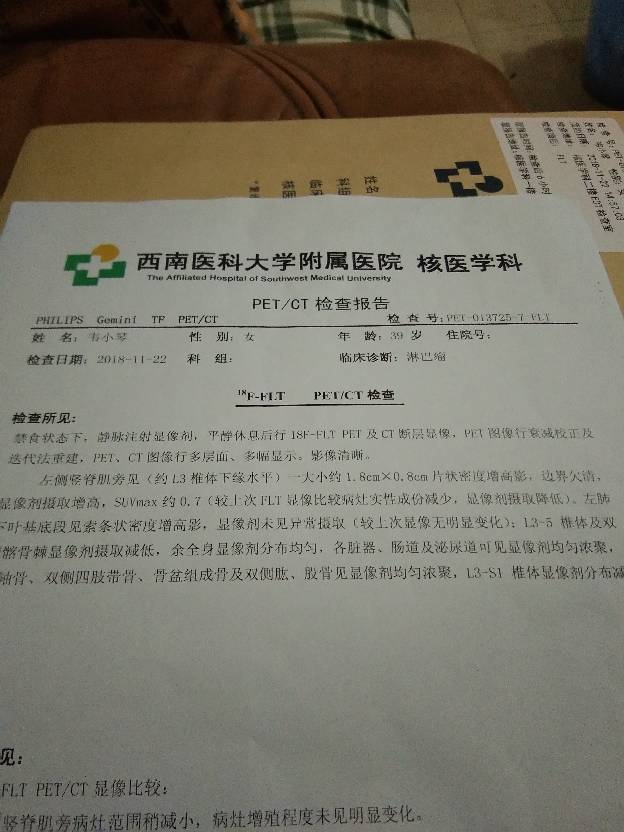 西南医科大学附属医院 核医学科
The Affiliated Hospital of Southwest Medical University
PET/CT 检查报告
PHILIPS Gemini TF PET/CT 检 查 号:PET-013725-7 FLT
姓 名: 韦小琴 性 别: 女 年 龄: 39 岁 住院号:
检查日期: 2018-11-22 科 组: 临床诊断: 淋巴瘤
18F-FLT PET/CT 检查
检查所见:
禁食状态下，静脉注射显像剂，平静休息后行 18F-FLT PET 及 CT 断层显像，PET 图像行衰减校正及
迭代法重建，PET、CT 图像行多层面、多幅显示。影像清晰。
左侧竖脊肌旁见（约 L3 椎体下缘水平）一大小约 1.8cm×0.8cm 片状密度增高影，边界欠清，
显像剂摄取增高，SUVmax 约 0.7（较上次 FLT 显像比较病灶实性成份减少，显像剂摄取降低）。左肺
下叶基底段见索条状密度增高影，显像剂未见异常摄取（较上次显像无明显变化）；L3-5 椎体及双
髂骨棘显像剂摄取减低，余全身显像剂分布均匀，各脏器、肠道及泌尿道可见显像剂均匀浓聚，
轴骨、双侧四肢带骨、骨盆组成骨及双侧肱、股骨见显像剂均匀浓聚，L3-S1 椎体显像剂分布减
见:
FLT PET/CT 显像比较:
竖脊肌旁病灶范围稍减小，病灶增殖程度未见明显变化。